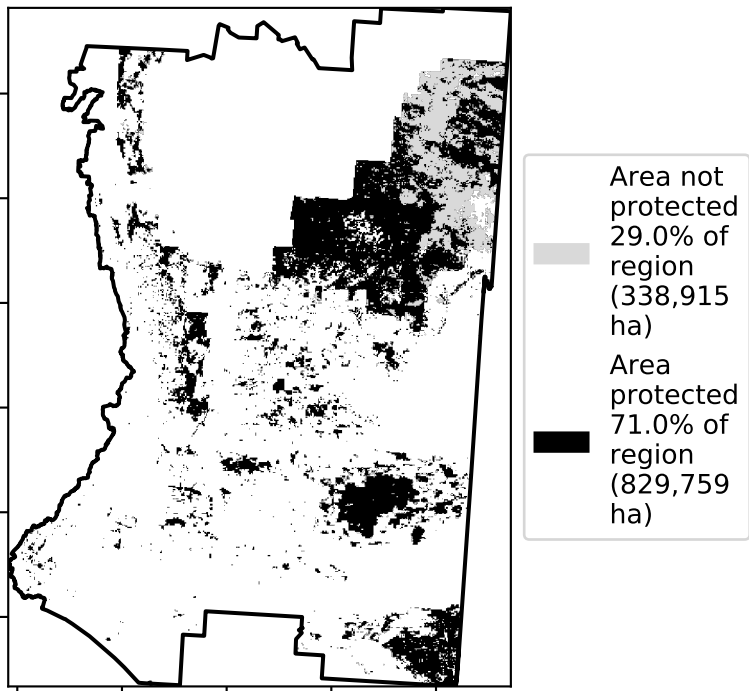 Area not
protected
29.0% of
region
(338,915
ha)
Area
protected
71.0% of
region
(829,759
ha)